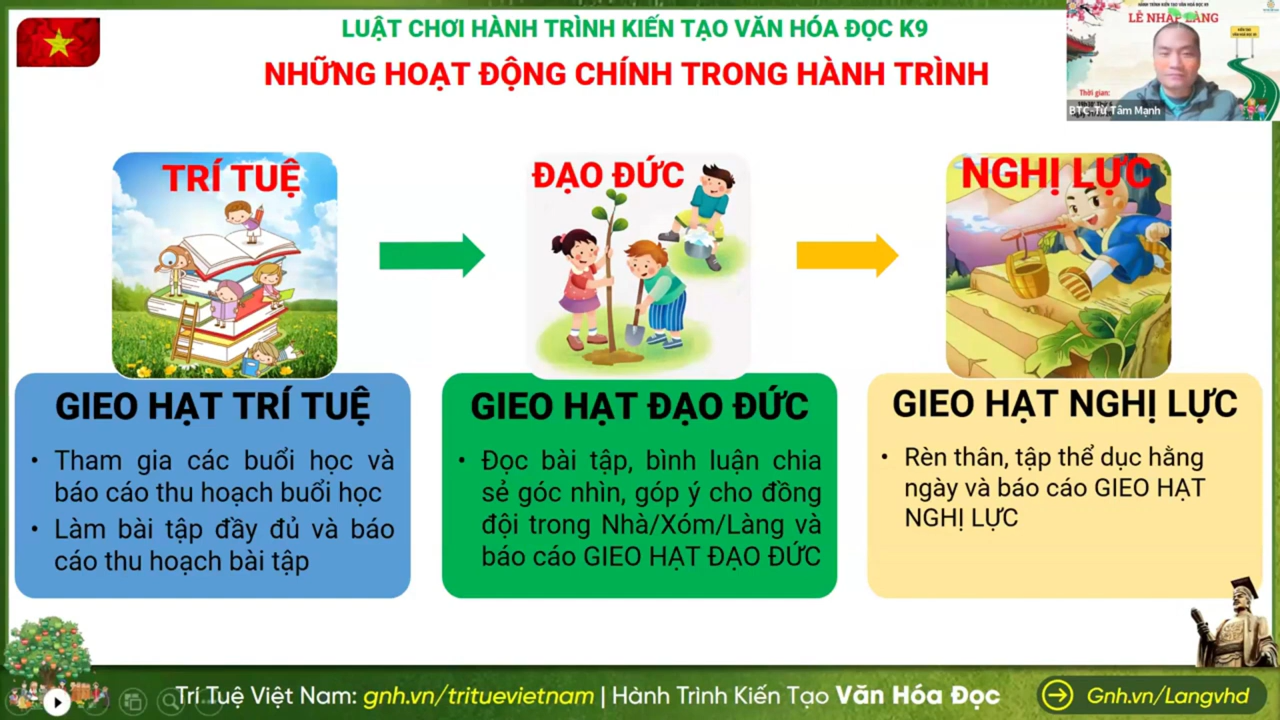 LUẬT CHƠI HÀNH TRÌNH KIẾN TẠO VĂN HÓA ĐỌC K9
NHỮNG HOẠT ĐỘNG CHÍNH TRONG HÀNH TRÌNH
LỄ NHẬP LÀNG
Thời gian:
BTC-Từ Tâm Mạnh
TRÍ TUỆ
ĐẠO ĐỨC
NGHỊ LỰC
GIEO HẠT TRÍ TUỆ
• Tham gia các buổi học và
báo cáo thu hoạch buổi học
• Làm bài tập đầy đủ và báo
cáo thu hoạch bài tập
GIEO HẠT ĐẠO ĐỨC
• Đọc bài tập, bình luận chia
sẻ góc nhìn, góp ý cho đồng
đội trong Nhà/Xóm/Làng và
báo cáo GIEO HẠT ĐẠO ĐỨC
GIEO HẠT NGHỊ LỰC
• Rèn thân, tập thể dục hằng
ngày và báo cáo GIEO HẠT
NGHỊ LỰC
Trí Tuệ Việt Nam: gnh.vn/trituevietnam | Hành Trình Kiến Tạo Văn Hóa Đọc
Gnh.vn/Langvhd